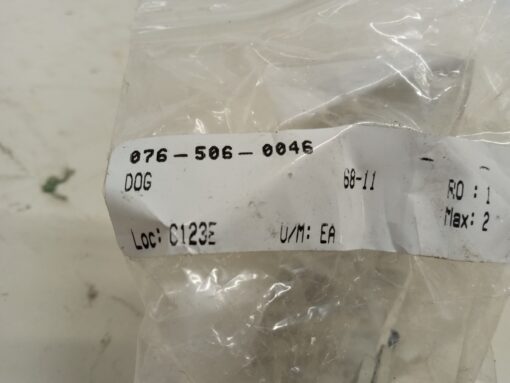 076-506-0046
DOG 68-11 RO : 1
Max: 2
Loc: C123E U/M: EA